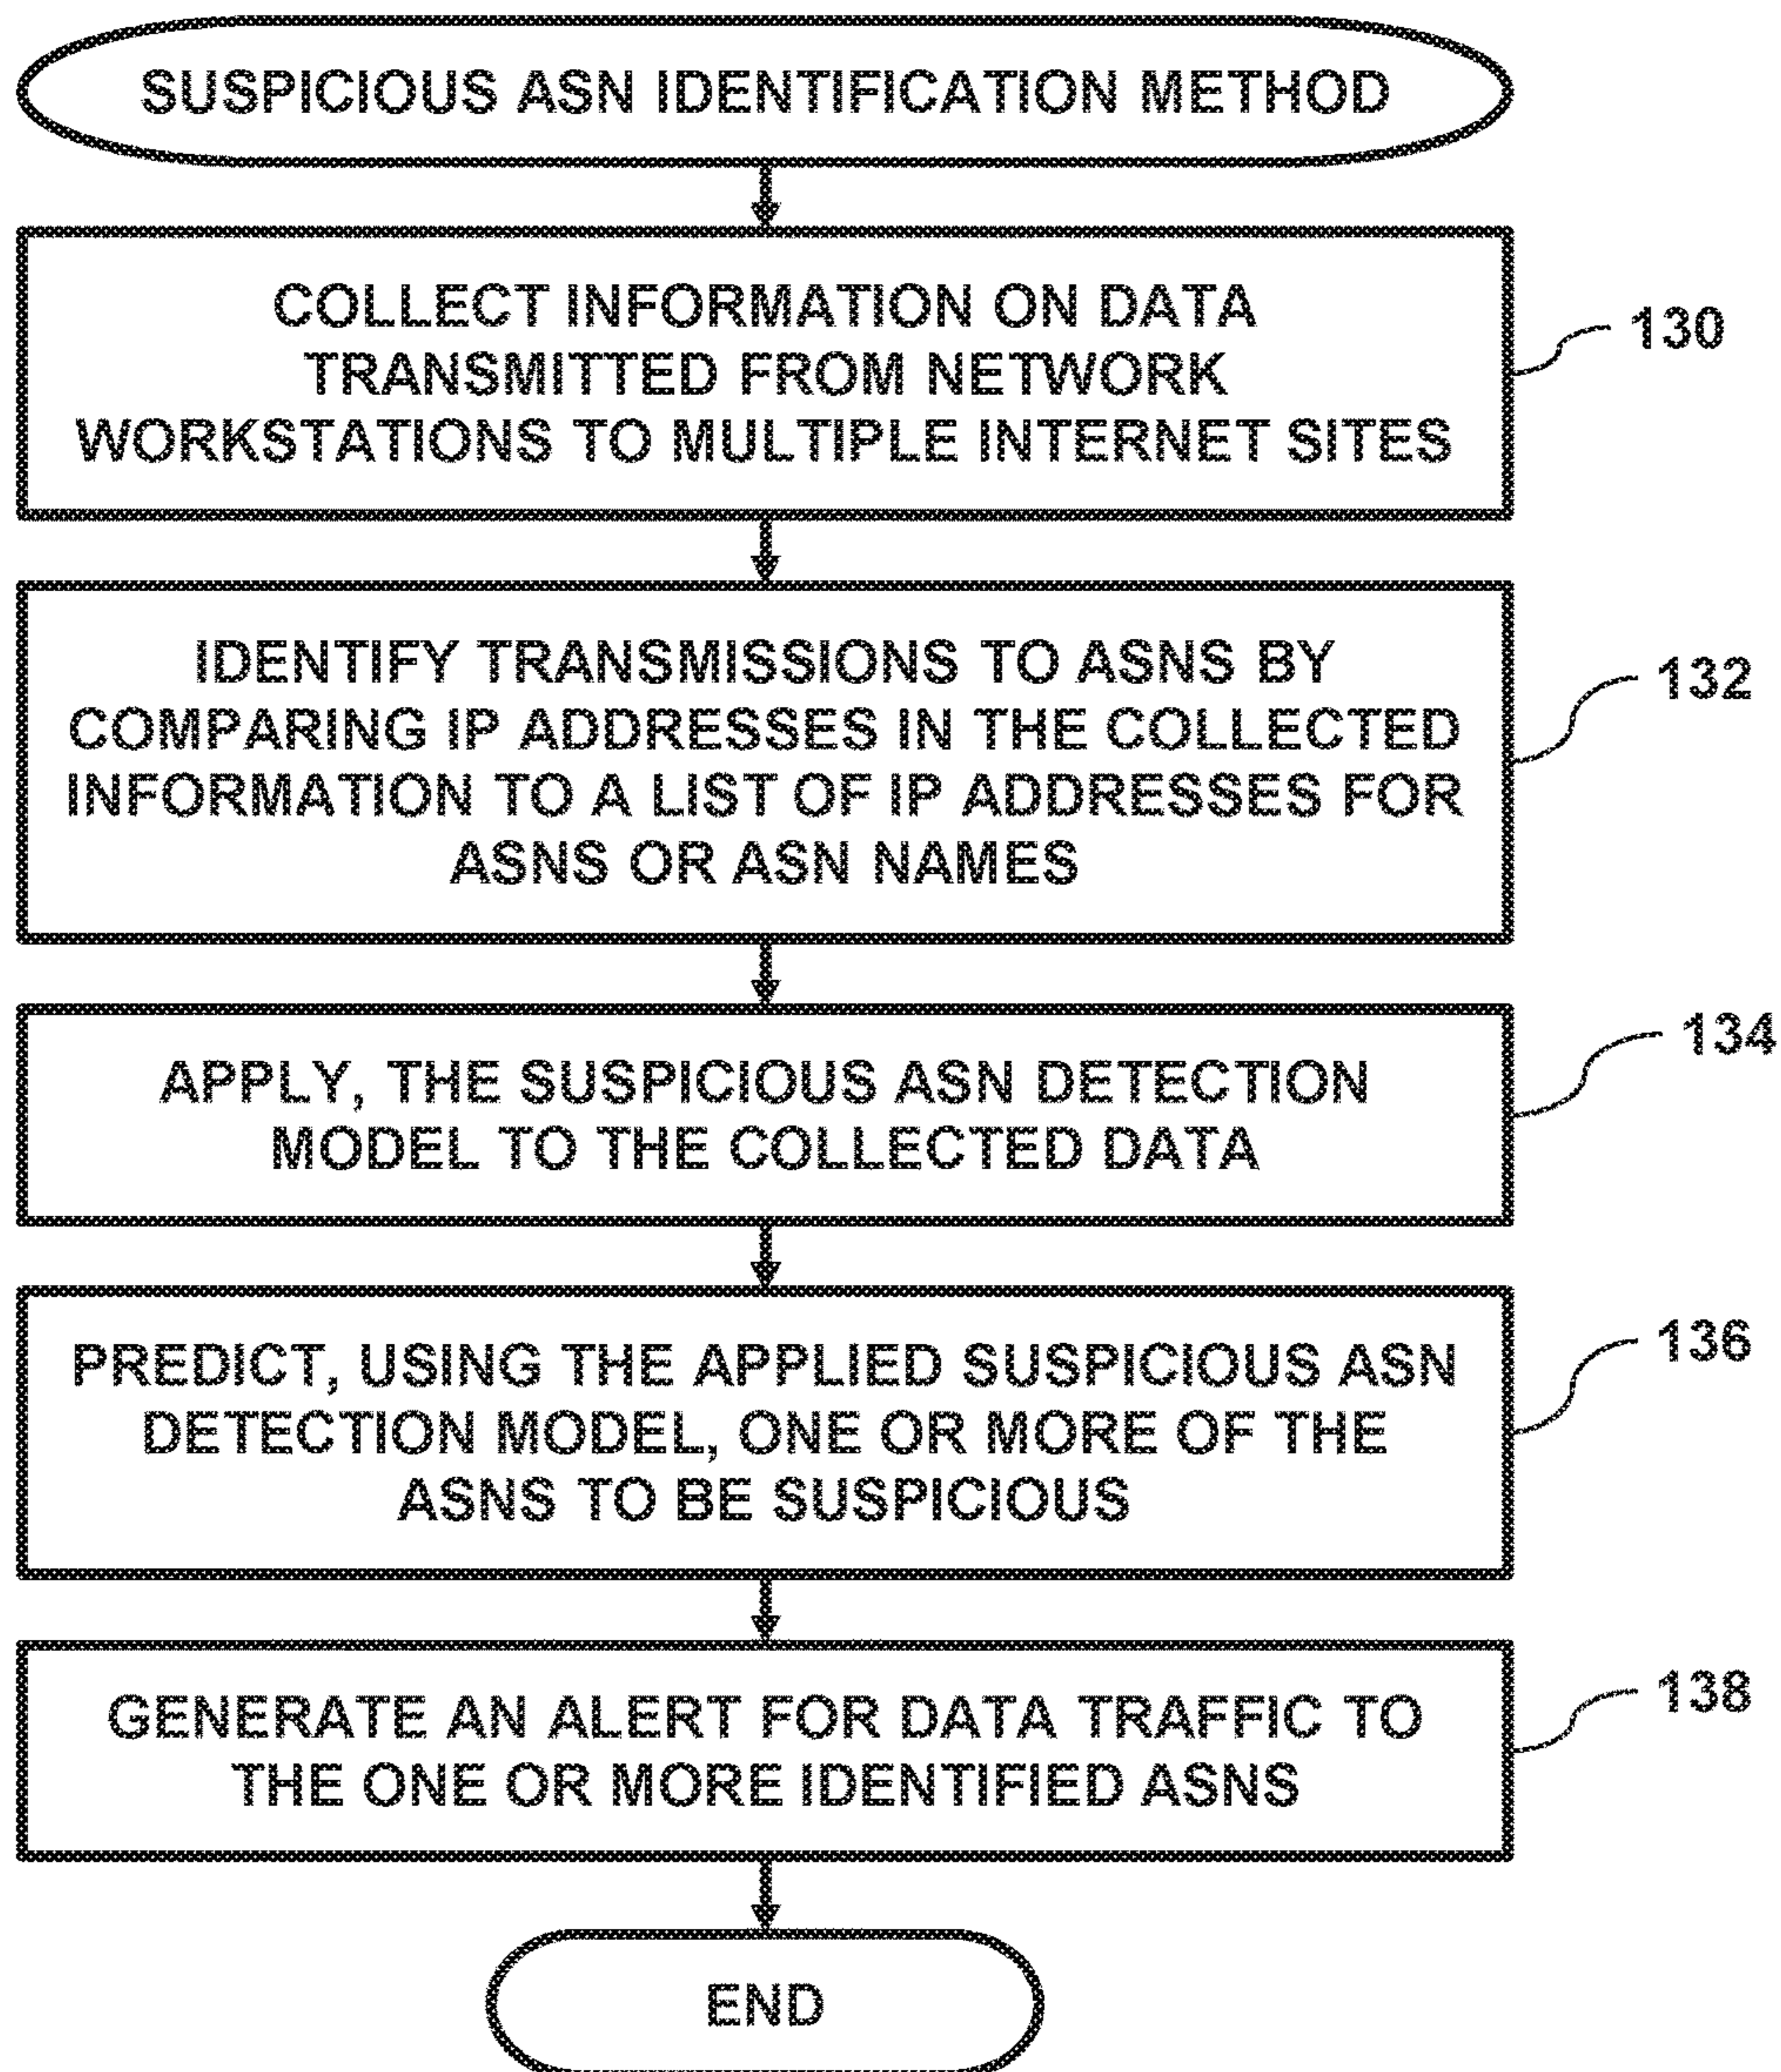 SUSPICIOUS ASN IDENTIFICATION METHOD
COLLECT INFORMATION ON DATA
TRANSMITTED FROM NETWORK
WORKSTATIONS TO MULTIPLE INTERNET SITES
130
IDENTIFY TRANSMISSIONS TO ASNS BY
COMPARING IP ADDRESSES IN THE COLLECTED
INFORMATION TO A LIST OF IP ADDRESSES FOR
ASNS OR ASN NAMES
132
APPLY, THE SUSPICIOUS ASN DETECTION
MODEL TO THE COLLECTED DATA
134
PREDICT, USING THE APPLIED SUSPICIOUS ASN
DETECTION MODEL, ONE OR MORE OF THE
ASNS TO BE SUSPICIOUS
136
GENERATE AN ALERT FOR DATA TRAFFIC TO
THE ONE OR MORE IDENTIFIED ASNS
138
END